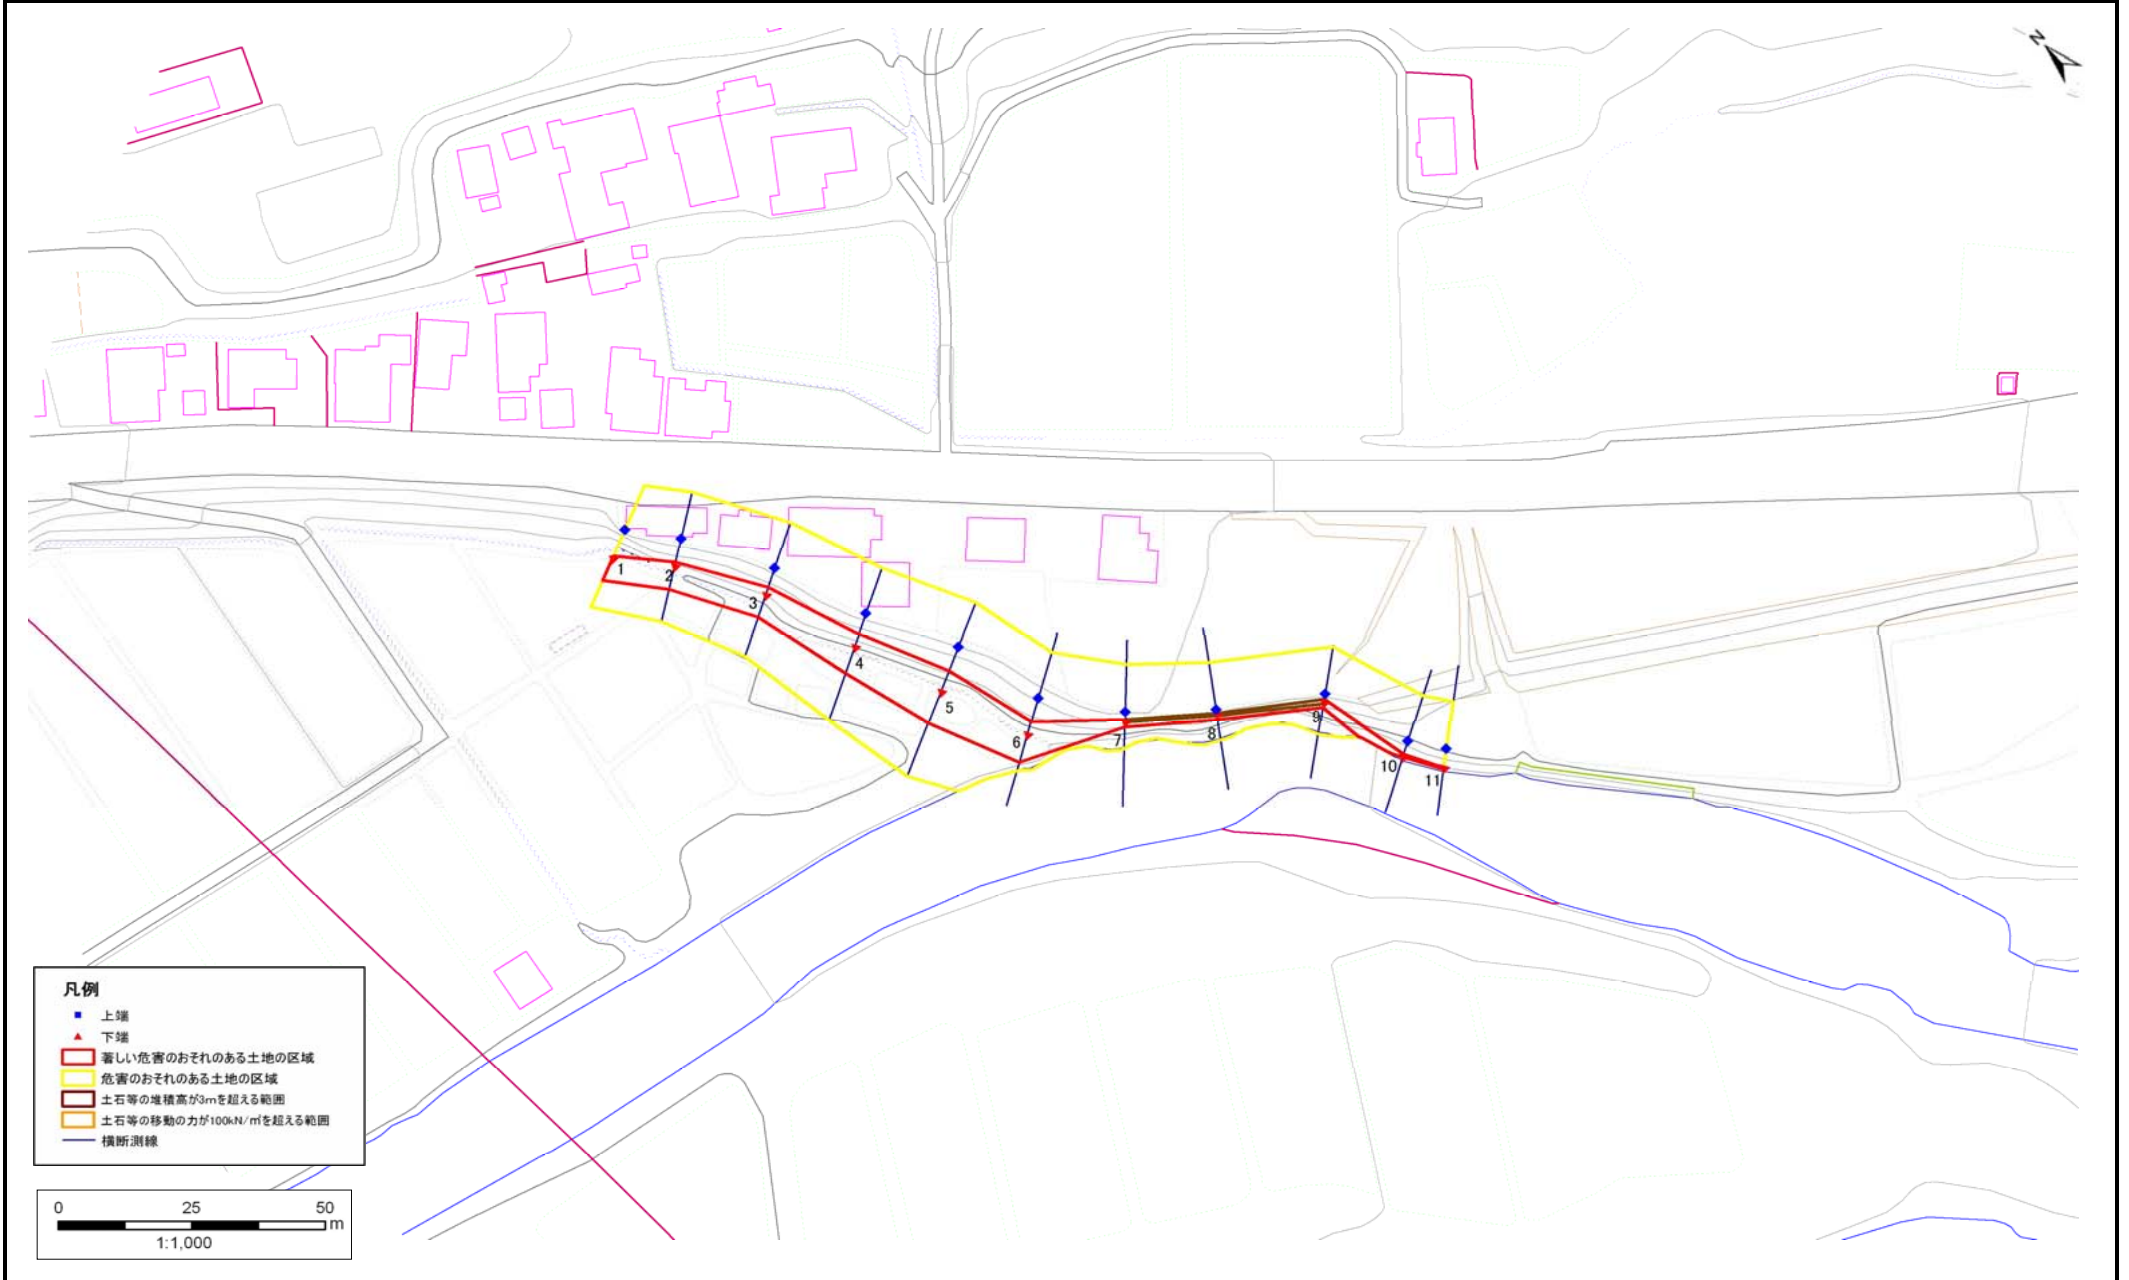 N
1
2
3
4
5
6
7
8
9
10
11
凡例
上端
下端
著しい危害のおそれのある土地の区域
危害のおそれのある土地の区域
土石等の堆積高が3mを超える範囲
土石等の移動の力が100kN/㎡を超える範囲
横断測線
0 25 50
m
1:1,000